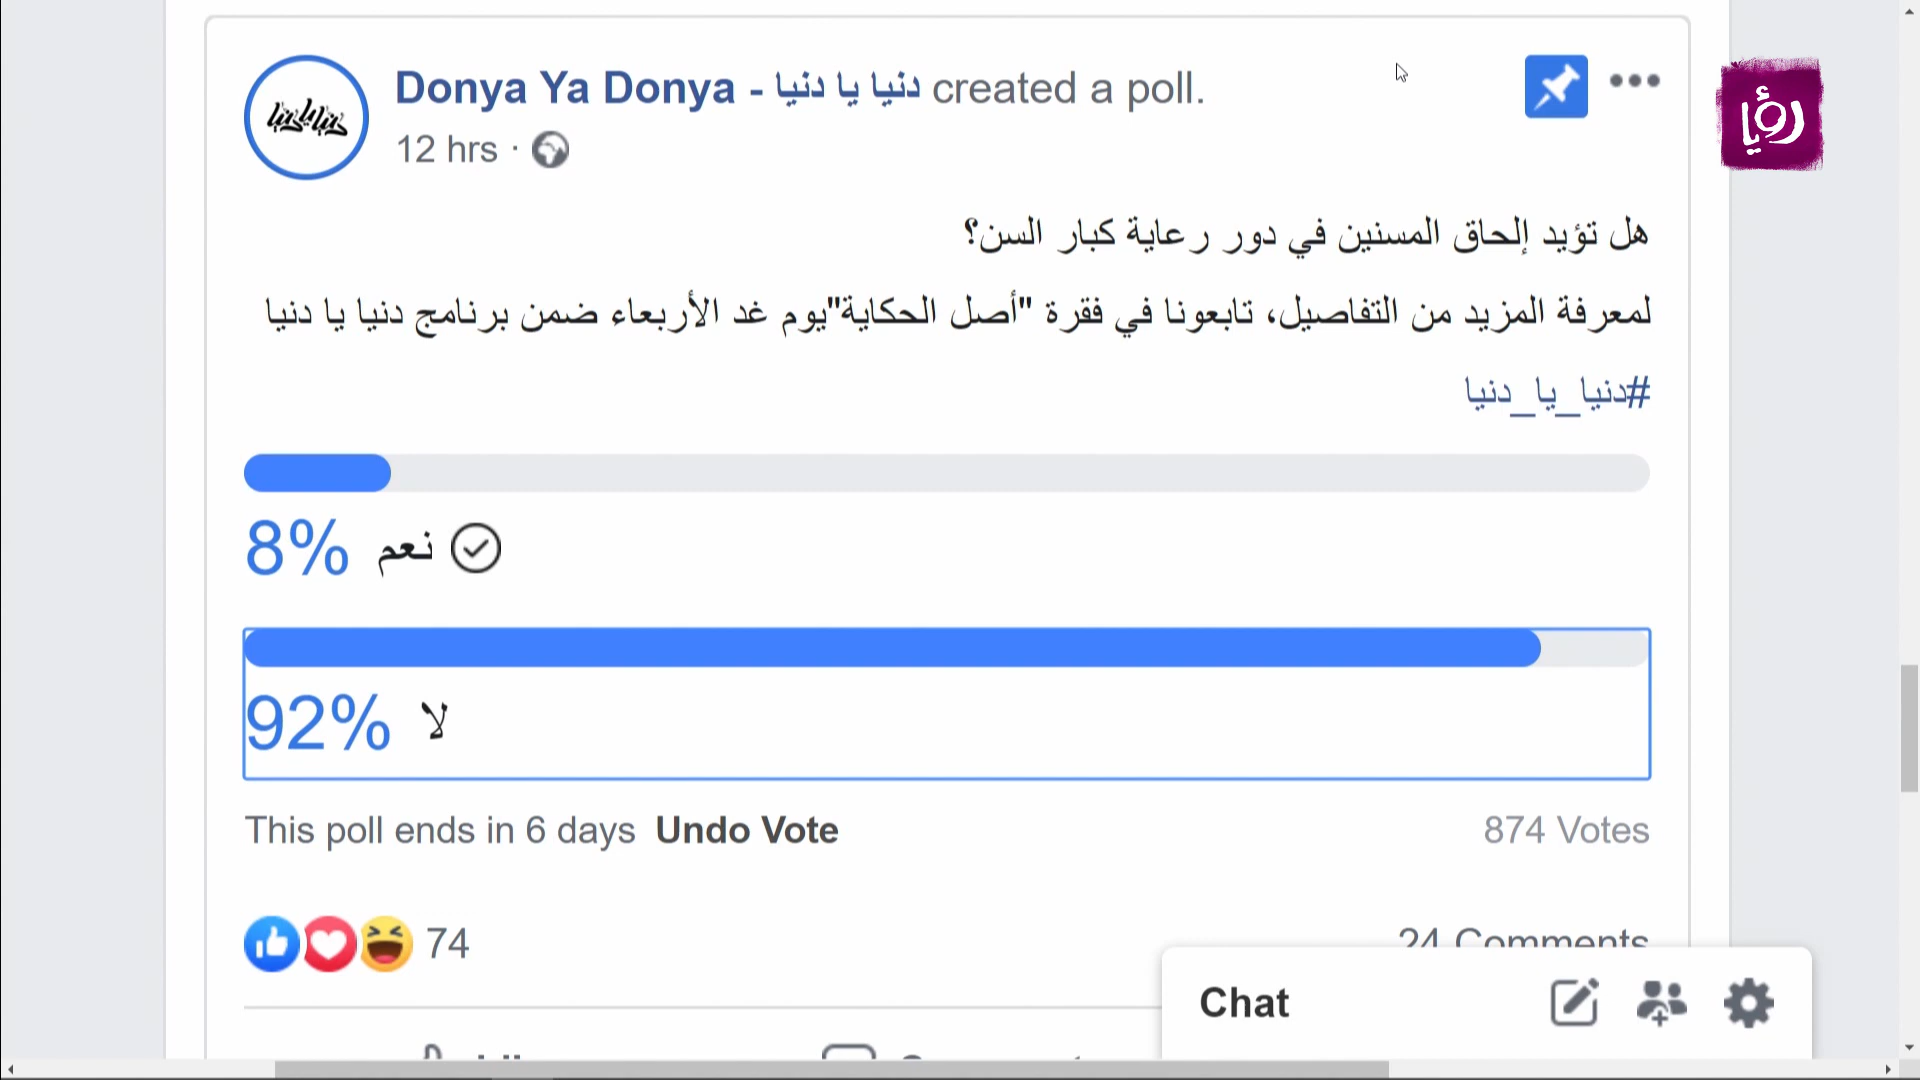 Donya Ya Donya - دنيا يا دنيا created a poll.
12 hrs ·
رؤيا
هل تؤيد إلحاق المسنين في دور رعاية كبار السن؟
لمعرفة المزيد من التفاصيل، تابعونا في فقرة "أصل الحكاية"يوم غد الأربعاء ضمن برنامج دنيا يا دنيا
#دنيا_يا_دنيا
8% نعم
92% لا
This poll ends in 6 days Undo Vote
874 Votes
74
24 Comments
Chat